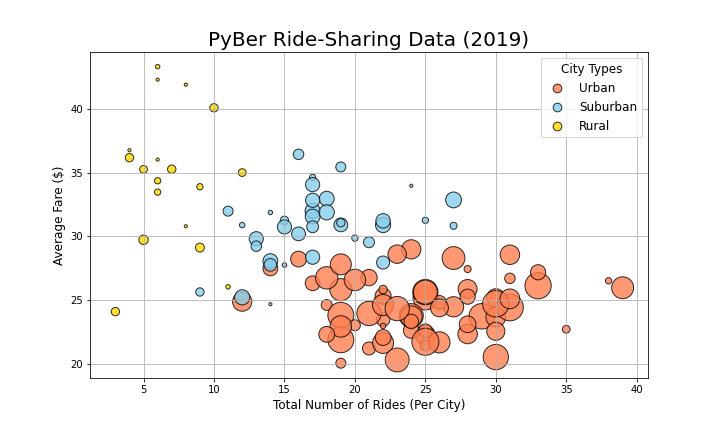 PyBer Ride-Sharing Data (2019)
City Types
Urban
Suburban
Rural
Average Fare ($)
40
35
30
25
20
5 10 15 20 25 30 35 40
Total Number of Rides (Per City)